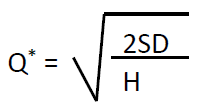 Q* = √(2SD / H)